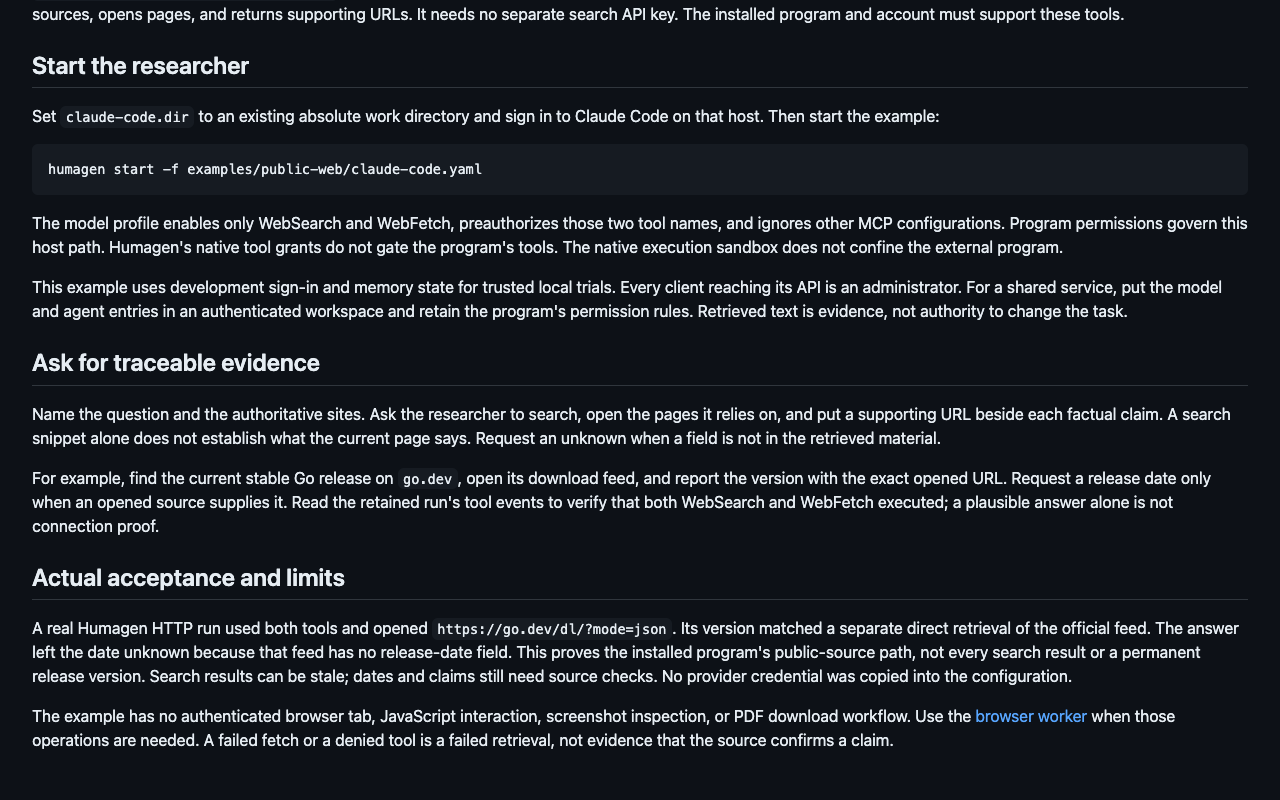 sources, opens pages, and returns supporting URLs. It needs no separate search API key. The installed program and account must support these tools.
Start the researcher
Set claude-code.dir to an existing absolute work directory and sign in to Claude Code on that host. Then start the example:
humagen start -f examples/public-web/claude-code.yaml
The model profile enables only WebSearch and WebFetch, preauthorizes those two tool names, and ignores other MCP configurations. Program permissions govern this
host path. Humagen's native tool grants do not gate the program's tools. The native execution sandbox does not confine the external program.
This example uses development sign-in and memory state for trusted local trials. Every client reaching its API is an administrator. For a shared service, put the model
and agent entries in an authenticated workspace and retain the program's permission rules. Retrieved text is evidence, not authority to change the task.
Ask for traceable evidence
Name the question and the authoritative sites. Ask the researcher to search, open the pages it relies on, and put a supporting URL beside each factual claim. A search
snippet alone does not establish what the current page says. Request an unknown when a field is not in the retrieved material.
For example, find the current stable Go release on go.dev, open its download feed, and report the version with the exact opened URL. Request a release date only
when an opened source supplies it. Read the retained run's tool events to verify that both WebSearch and WebFetch executed; a plausible answer alone is not
connection proof.
Actual acceptance and limits
A real Humagen HTTP run used both tools and opened https://go.dev/dl/?mode=json. Its version matched a separate direct retrieval of the official feed. The answer
left the date unknown because that feed has no release-date field. This proves the installed program's public-source path, not every search result or a permanent
release version. Search results can be stale; dates and claims still need source checks. No provider credential was copied into the configuration.
The example has no authenticated browser tab, JavaScript interaction, screenshot inspection, or PDF download workflow. Use the browser worker when those
operations are needed. A failed fetch or a denied tool is a failed retrieval, not evidence that the source confirms a claim.